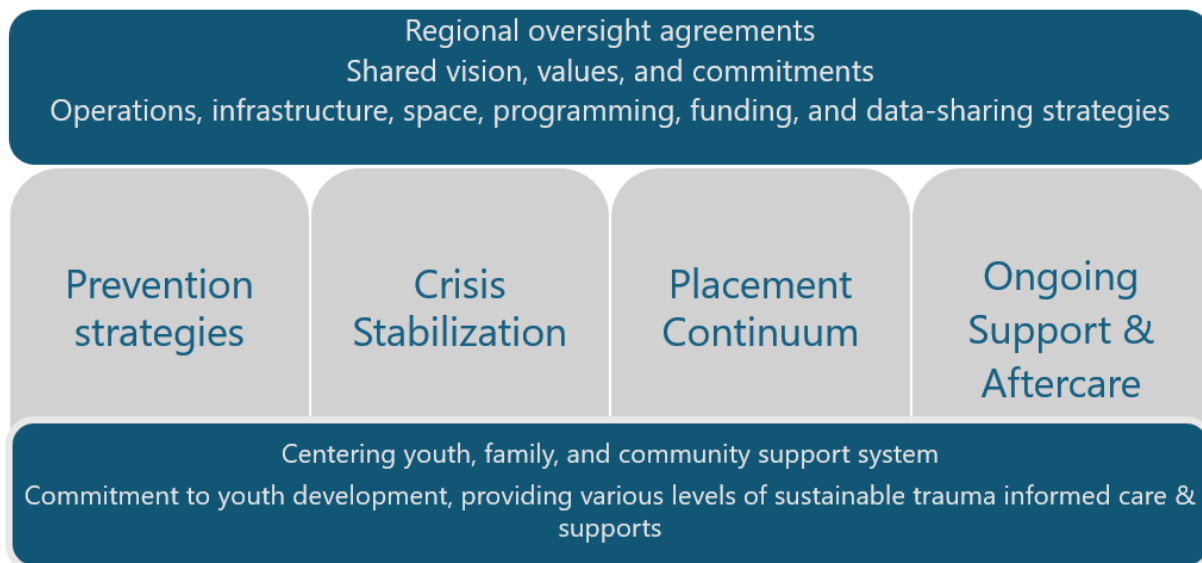 Regional oversight agreements
Shared vision, values, and commitments
Operations, infrastructure, space, programming, funding, and data-sharing strategies
Prevention
strategies
Crisis
Stabilization
Placement
Continuum
Ongoing
Support &
Aftercare
Centering youth, family, and community support system
Commitment to youth development, providing various levels of sustainable trauma informed care &
supports